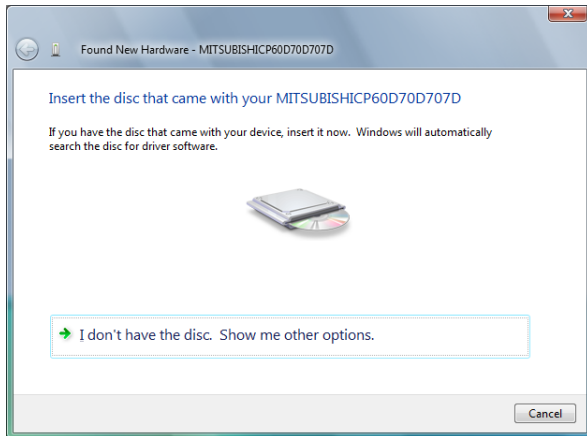 Found New Hardware - MITSUBISHICP60D70D707D
Insert the disc that came with your MITSUBISHICP60D70D707D
If you have the disc that came with your device, insert it now.  Windows will automatically
search the disc for driver software.
I don't have the disc.  Show me other options.
Cancel